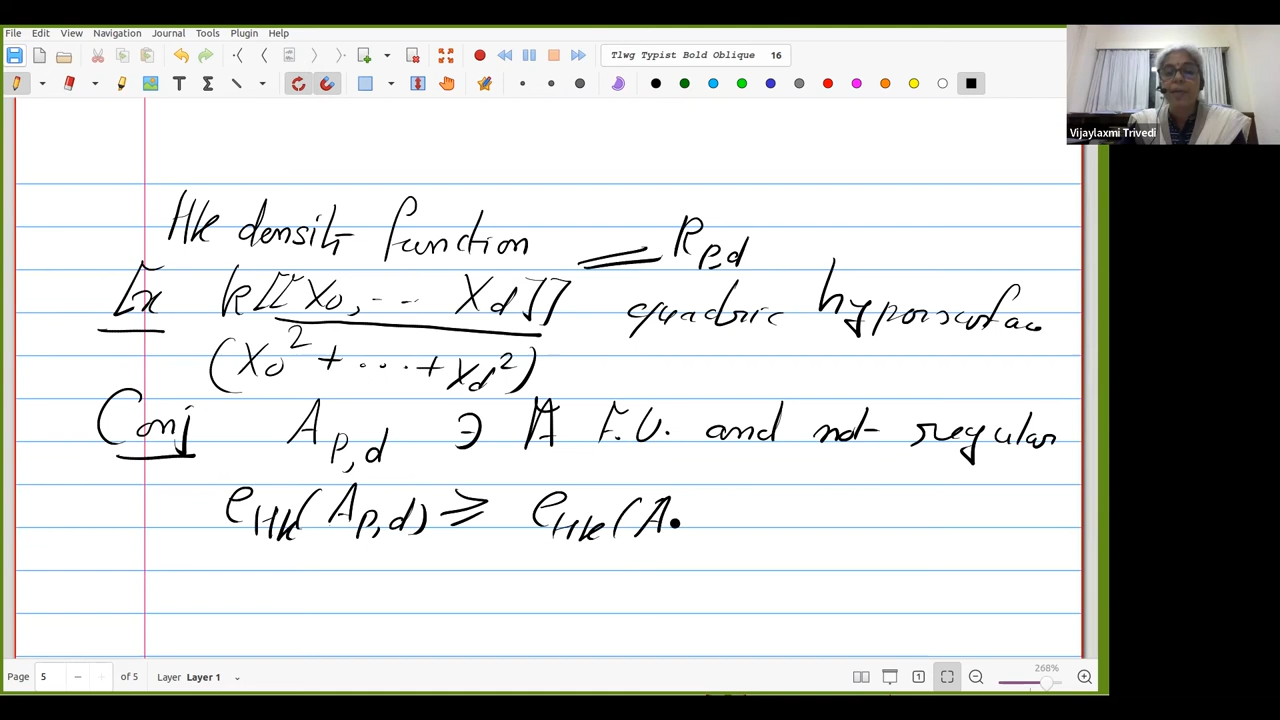 File Edit View Navigation Journal Tools Plugin Help
Tlwg Typist Bold Oblique 16
Vijaylaxmi Trivedi
HK density function = R_{p,d}
Ex k[[X_0, ... X_d]] quadric hypersurface
(X_0^2 + ... + X_d^2)
Conj A_{p,d} ∋ A F.U. and not regular
e_{HK}(A_{p,d}) ≥ e_{HK}(A
Page 5 of 5 Layer Layer 1 268%